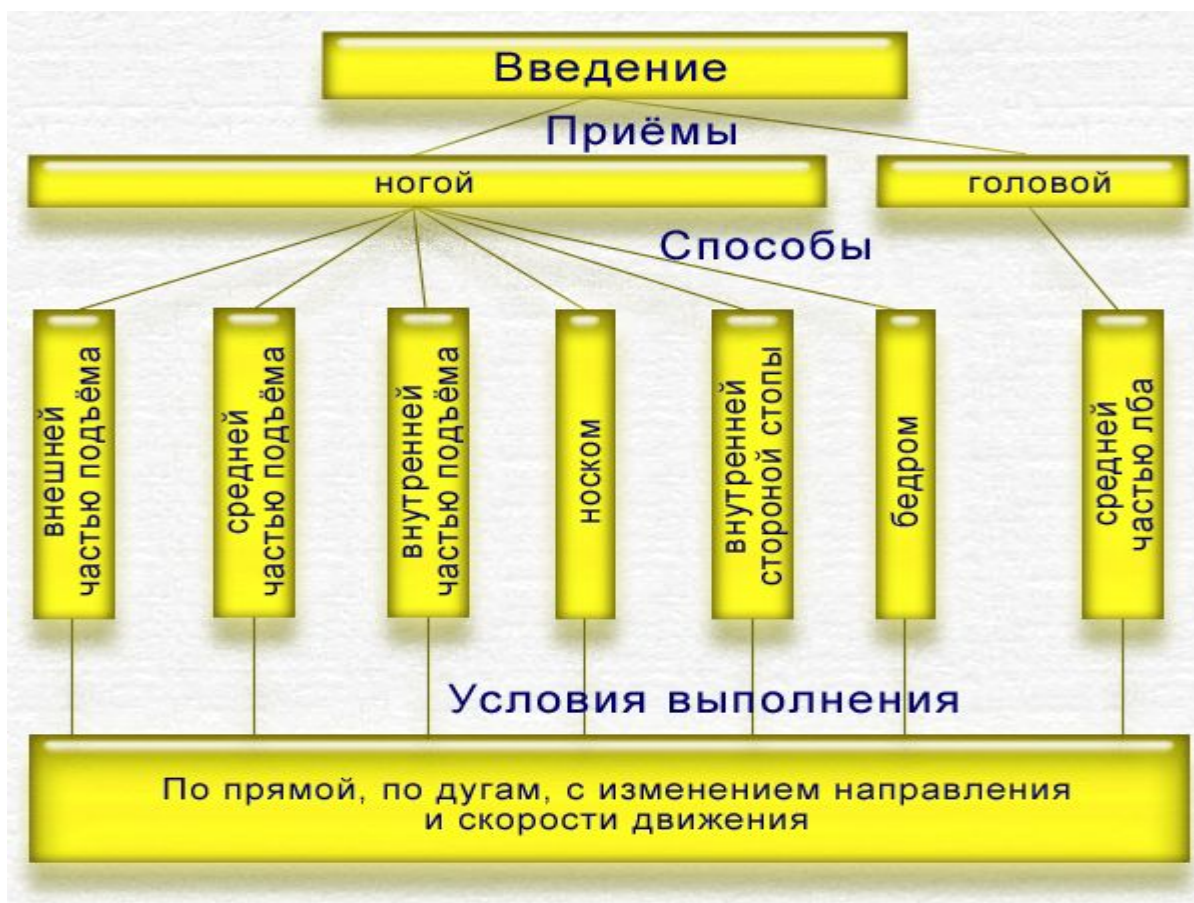 Введение
Приёмы
ногой
головой
Способы
внешней
частью подъёма
средней
частью подъёма
внутренней
частью подъёма
носком
внутренней
стороной стопы
бедром
средней
частью лба
Условия выполнения
По прямой, по дугам, с изменением направления
и скорости движения